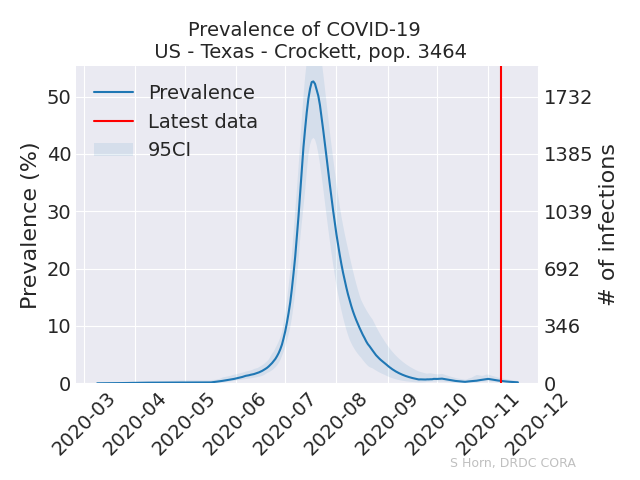 Prevalence of COVID-19
US - Texas - Crockett, pop. 3464
Prevalence
Latest data
95CI
Prevalence (%)
50
40
30
20
10
0
1732
1385
1039
692
346
0
# of infections
2020-03
2020-04
2020-05
2020-06
2020-07
2020-08
2020-09
2020-10
2020-11
2020-12
S Horn, DRDC CORA